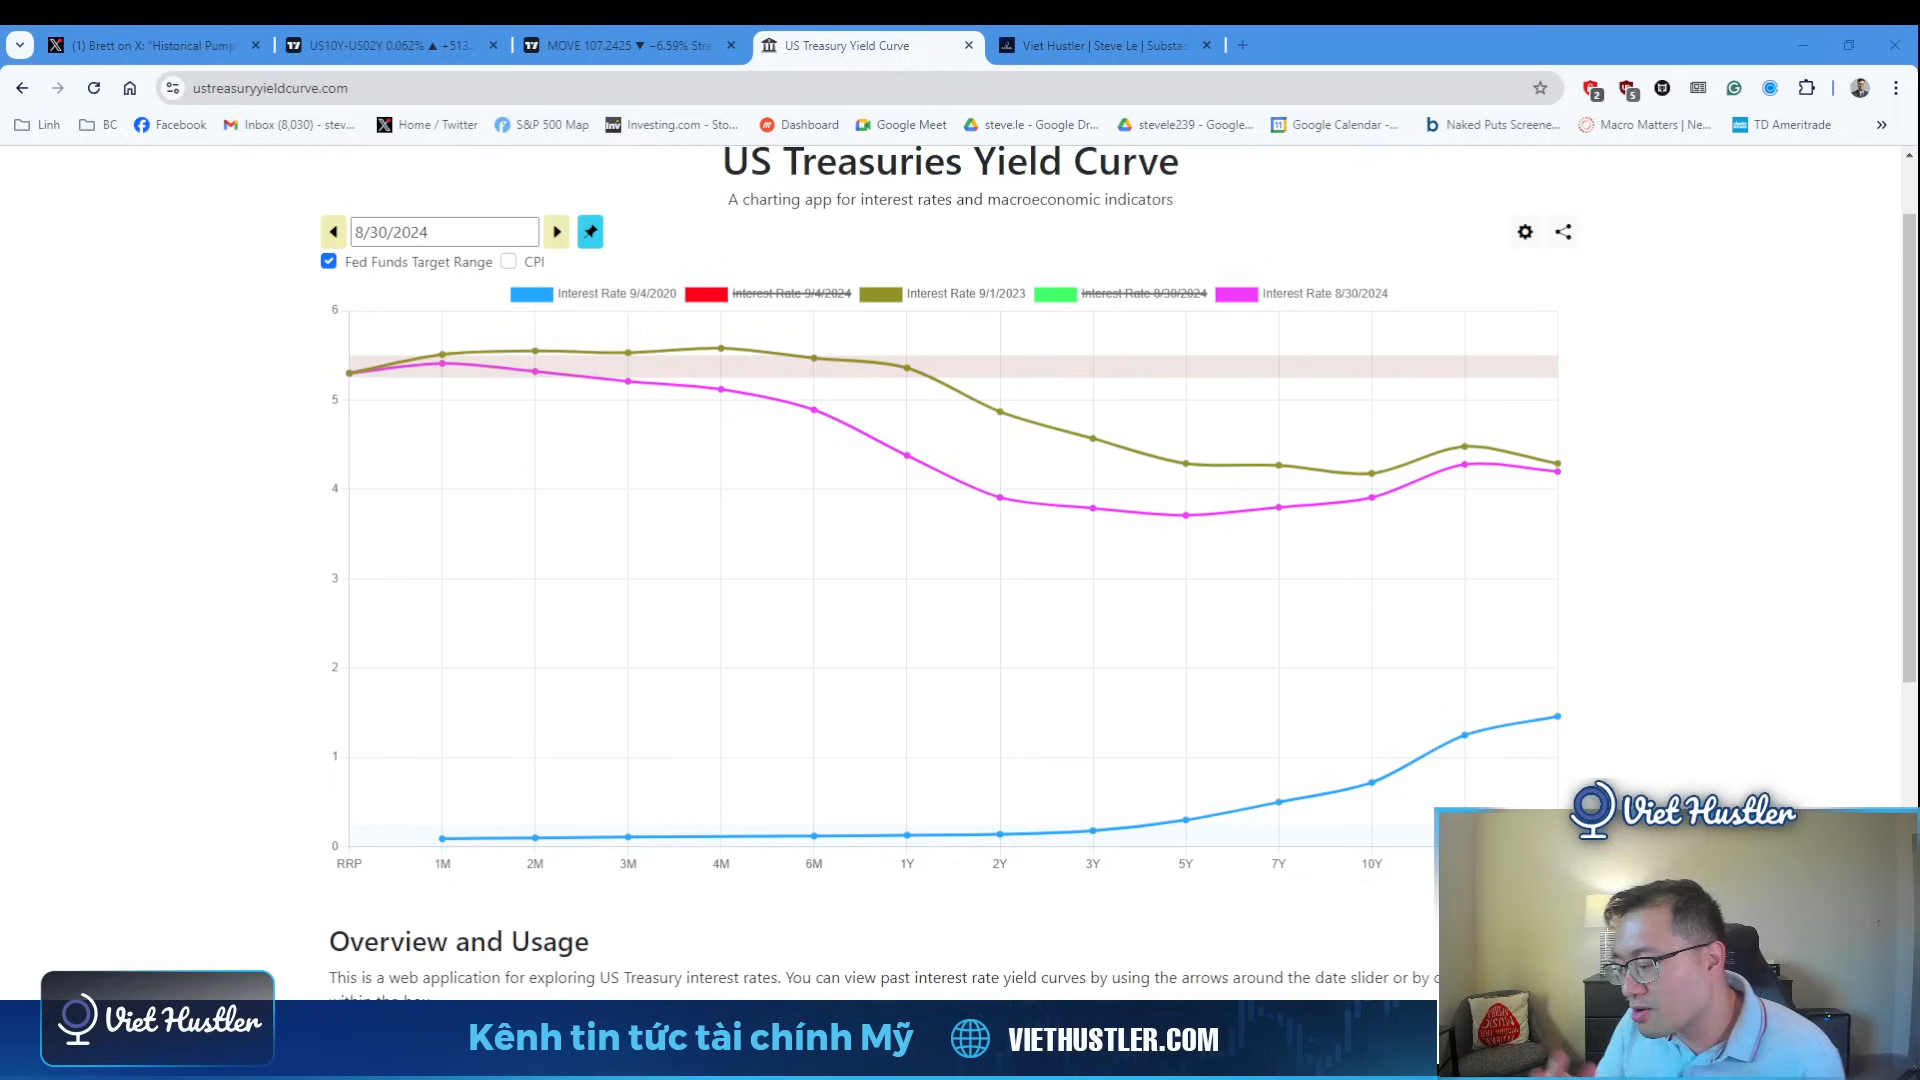 (1) Brett on X: "Historical Pump
US10Y-US02Y 0.062% ▲ +513.
MOVE 107.2425 ▼ −6.59% Stre
US Treasury Yield Curve
Viet Hustler | Steve Le | Substa
ustreasuryyieldcurve.com
2
5
Linh
BC
Facebook
Inbox (8,030) - stev...
Home / Twitter
S&P 500 Map
Investing.com - Sto...
Dashboard
Google Meet
steve.le - Google Dr...
stevele239 - Google...
Google Calendar -...
Naked Puts Screene...
Macro Matters | Ne...
TD Ameritrade
US Treasuries Yield Curve
A charting app for interest rates and macroeconomic indicators
8/30/2024
Fed Funds Target Range
CPI
Interest Rate 9/4/2020
Interest Rate 9/4/2024
Interest Rate 9/1/2023
Interest Rate 8/30/2024
Interest Rate 8/30/2024
6
5
4
3
2
1
0
RRP
1M
2M
3M
4M
6M
1Y
2Y
3Y
5Y
7Y
10Y
Viet Hustler
Overview and Usage
This is a web application for exploring US Treasury interest rates. You can view past interest rate yield curves by using the arrows around the date slider or by
Viet Hustler
Kênh tin tức tài chính Mỹ
VIETHUSTLER.COM